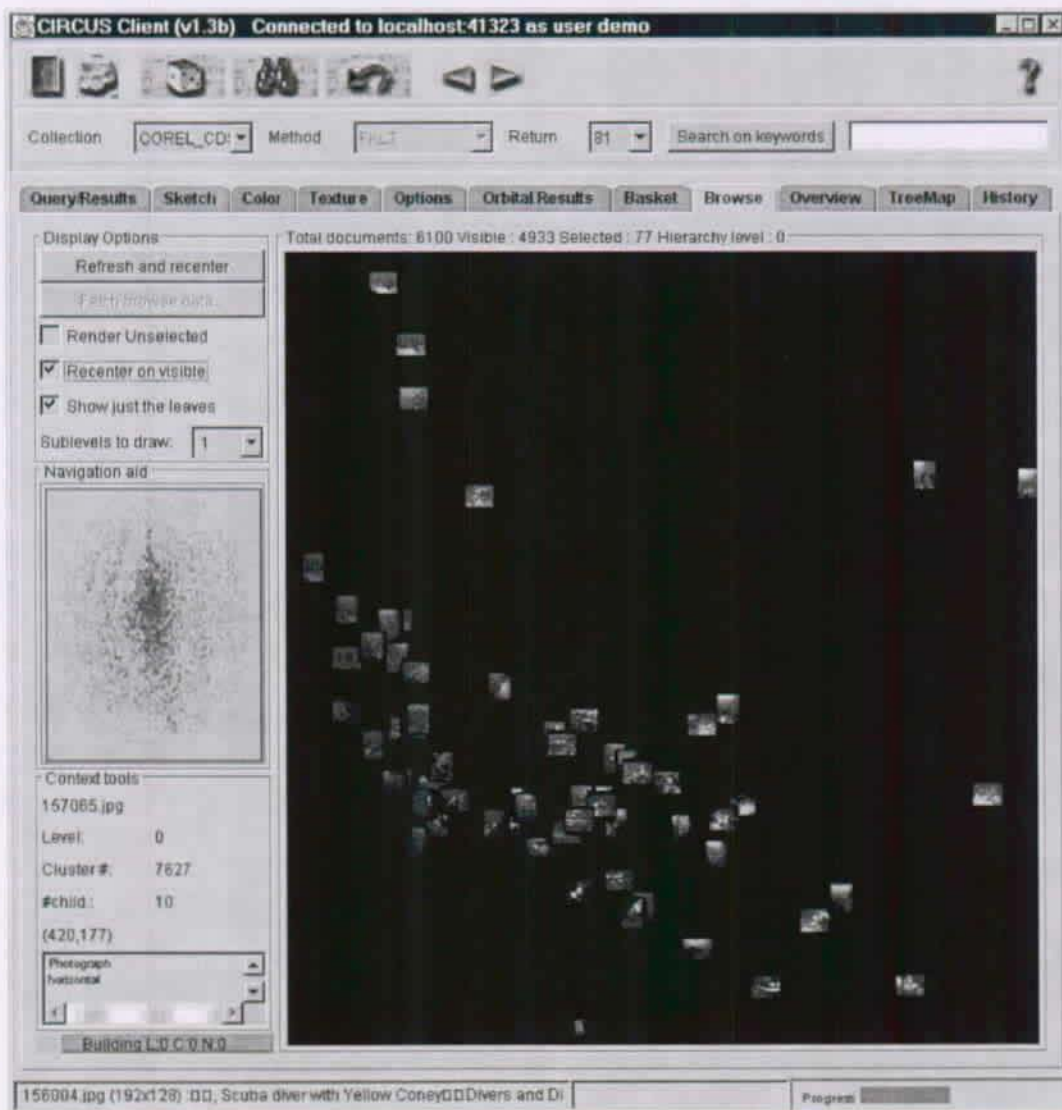 CIRCUS Client (v1.3b) Connected to localhost:41323 as user demo
Collection COREL_CD: Method FKLT Return 81 Search on keywords
Query/Results Sketch Color Texture Options Orbital Results Basket Browse Overview TreeMap History
Display Options
Total documents: 6100 Visible : 4933 Selected : 77 Hierarchy level : 0
Refresh and recenter
Fetch browse data
Render Unselected
Recenter on visible
Show just the leaves
Sublevels to draw: 1
Navigation aid
Context tools
157065.jpg
Level: 0
Cluster #: 7627
#child.: 10
(420,177)
Photograph
horizontal
Building L:0 C:0 N:0
156004.jpg (192x128) :▯▯, Scuba diver with Yellow Coney▯▯Divers and Di
Progress